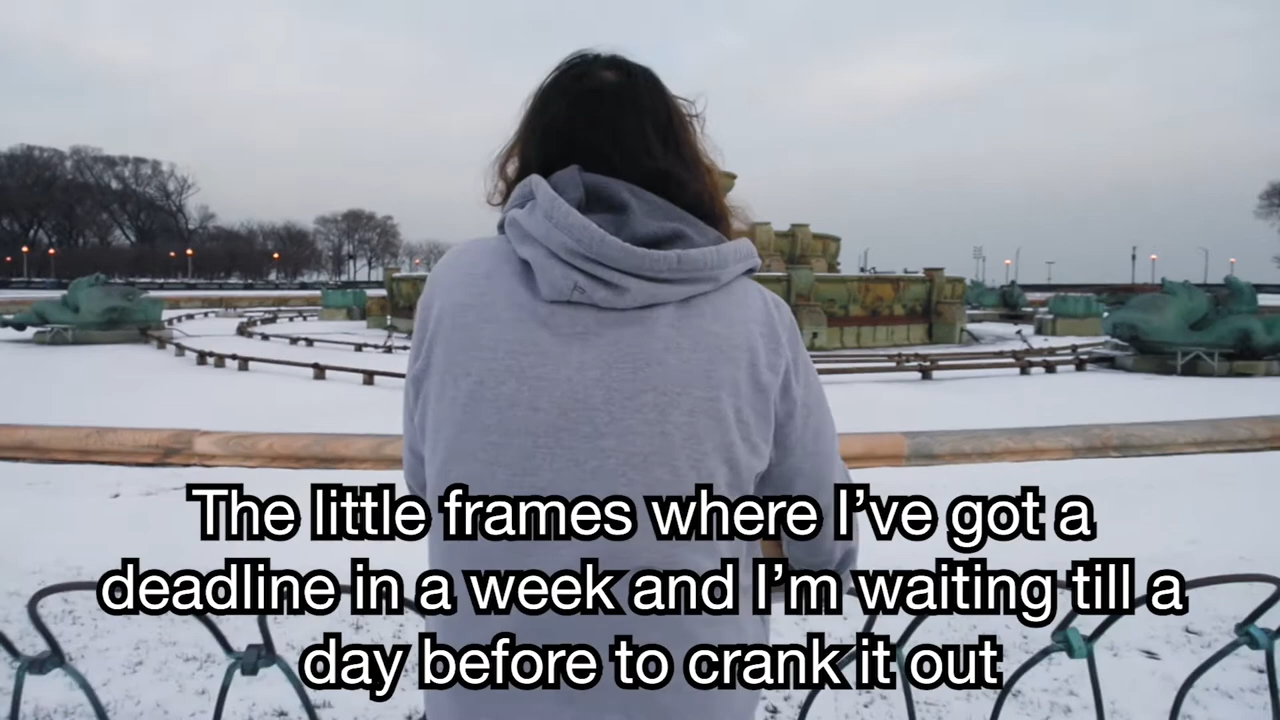 The little frames where I’ve got a
deadline in a week and I’m waiting till a
day before to crank it out